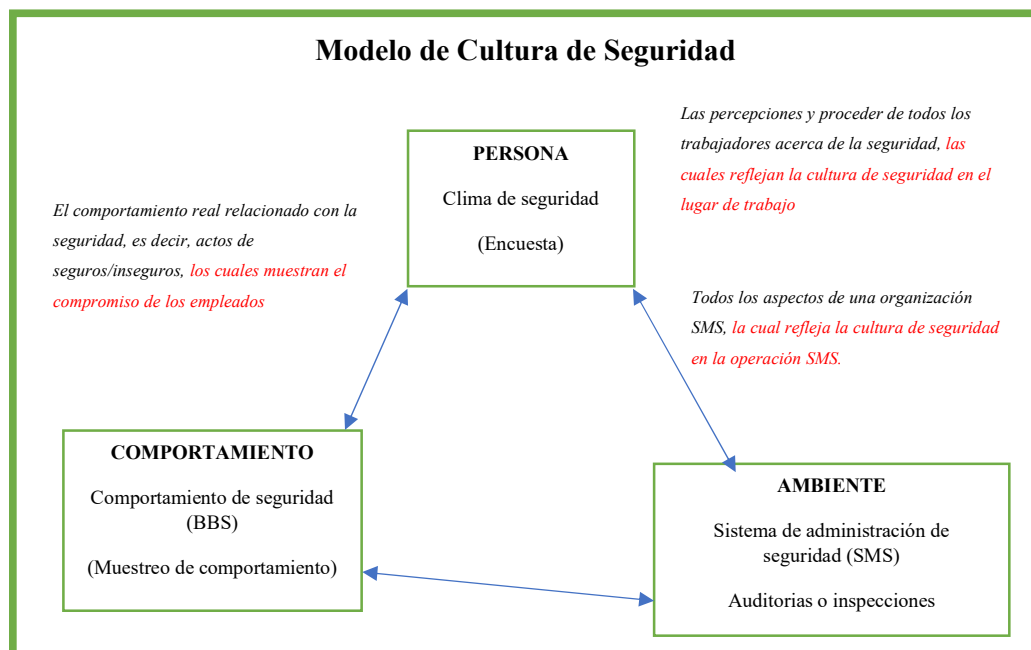 Modelo de Cultura de Seguridad
Las percepciones y proceder de todos los
trabajadores acerca de la seguridad, las
cuales reflejan la cultura de seguridad en el
lugar de trabajo
PERSONA
Clima de seguridad
(Encuesta)
El comportamiento real relacionado con la
seguridad, es decir, actos de
seguros/inseguros, los cuales muestran el
compromiso de los empleados
Todos los aspectos de una organización
SMS, la cual refleja la cultura de seguridad
en la operación SMS.
COMPORTAMIENTO
Comportamiento de seguridad
(BBS)
(Muestreo de comportamiento)
AMBIENTE
Sistema de administración de
seguridad (SMS)
Auditorias o inspecciones